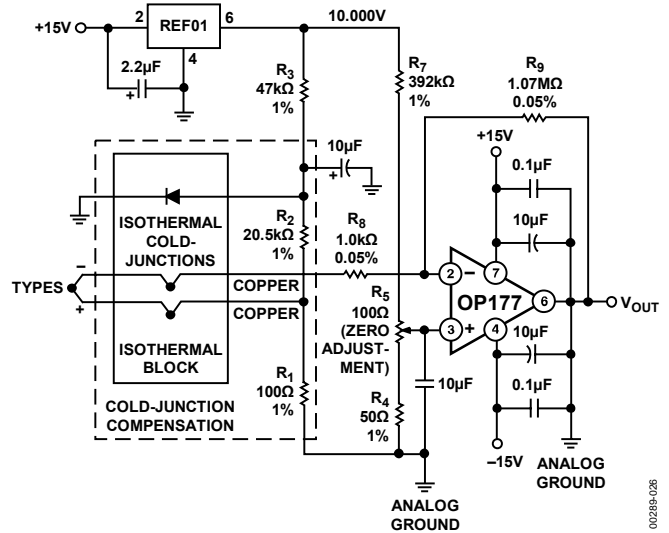 +15V
2
REF01
6
10.000V
4
2.2µF
+
R3
47kΩ
1%
R7
392kΩ
1%
R9
1.07MΩ
0.05%
+15V
10µF
+
0.1µF
10µF
ISOTHERMAL
COLD-
JUNCTIONS
R2
20.5kΩ
1%
R8
1.0kΩ
0.05%
–
TYPES
+
COPPER
COPPER
2
–
7
OP177
6
VOUT
3
+
4
R5
100Ω
(ZERO
ADJUST-
MENT)
ISOTHERMAL
BLOCK
R1
100Ω
1%
COLD-JUNCTION
COMPENSATION
R4
50Ω
1%
10µF
10µF
0.1µF
–15V
ANALOG
GROUND
ANALOG
GROUND
00289-026